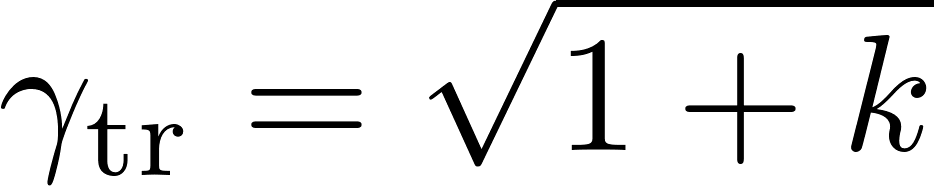 γ_tr = √(1 + k)